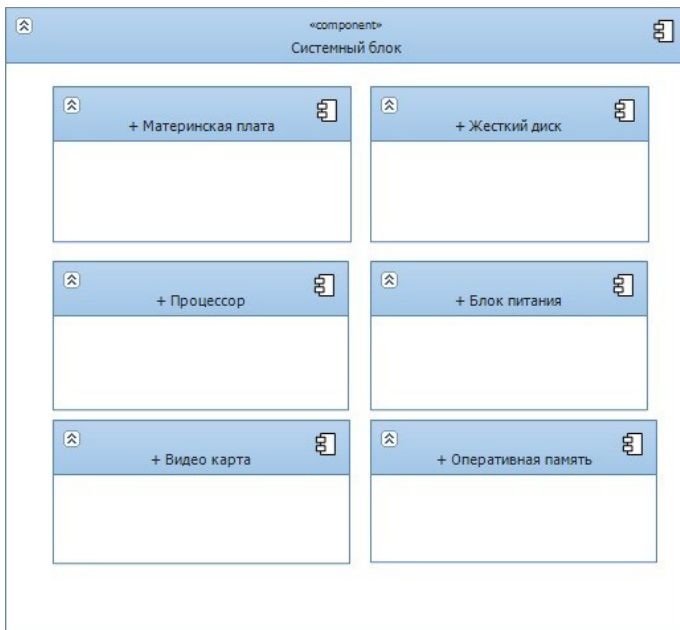 «component»
Системный блок
+ Материнская плата
+ Жесткий диск
+ Процессор
+ Блок питания
+ Видео карта
+ Оперативная память